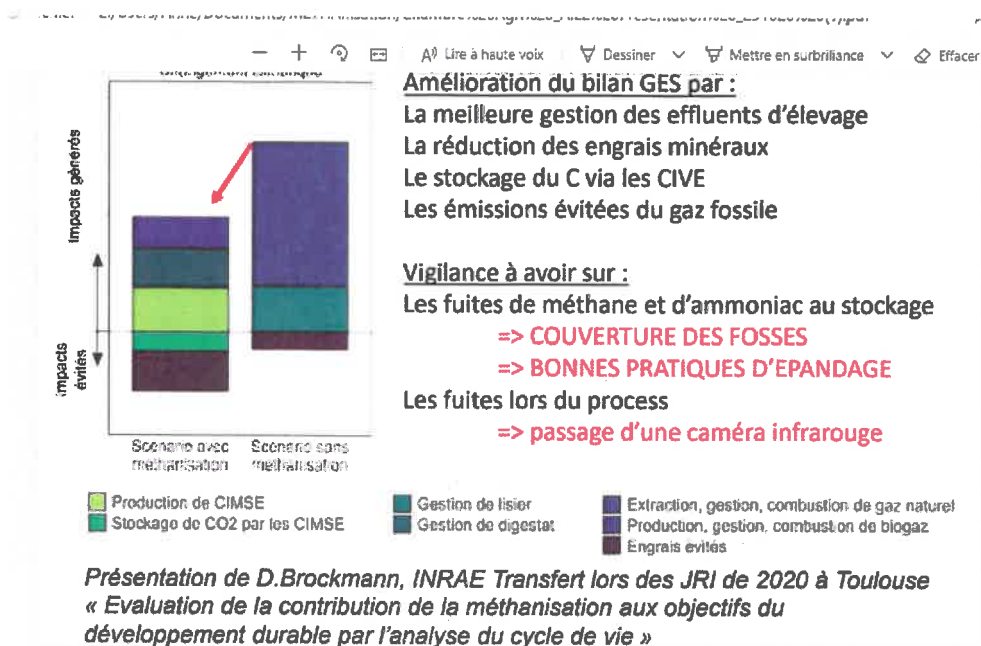 Lire à haute voix
Dessiner
Mettre en surbrillance
Effacer
Amélioration du bilan GES par :
La meilleure gestion des effluents d'élevage
La réduction des engrais minéraux
Le stockage du C via les CIVE
Les émissions évitées du gaz fossile
Vigilance à avoir sur :
Les fuites de méthane et d'ammoniac au stockage
=> COUVERTURE DES FOSSES
=> BONNES PRATIQUES D'EPANDAGE
Les fuites lors du process
=> passage d'une caméra infrarouge
Impacts générés
Impacts
évités
Scénario avec
méthanisation
Scénario sans
méthanisation
Production de CIMSE
Stockage de CO2 par les CIMSE
Gestion de lisier
Gestion de digestat
Extraction, gestion, combustion de gaz naturel
Production, gestion, combustion de biogaz
Engrais évités
Présentation de D.Brockmann, INRAE Transfert lors des JRI de 2020 à Toulouse
« Evaluation de la contribution de la méthanisation aux objectifs du
développement durable par l'analyse du cycle de vie »